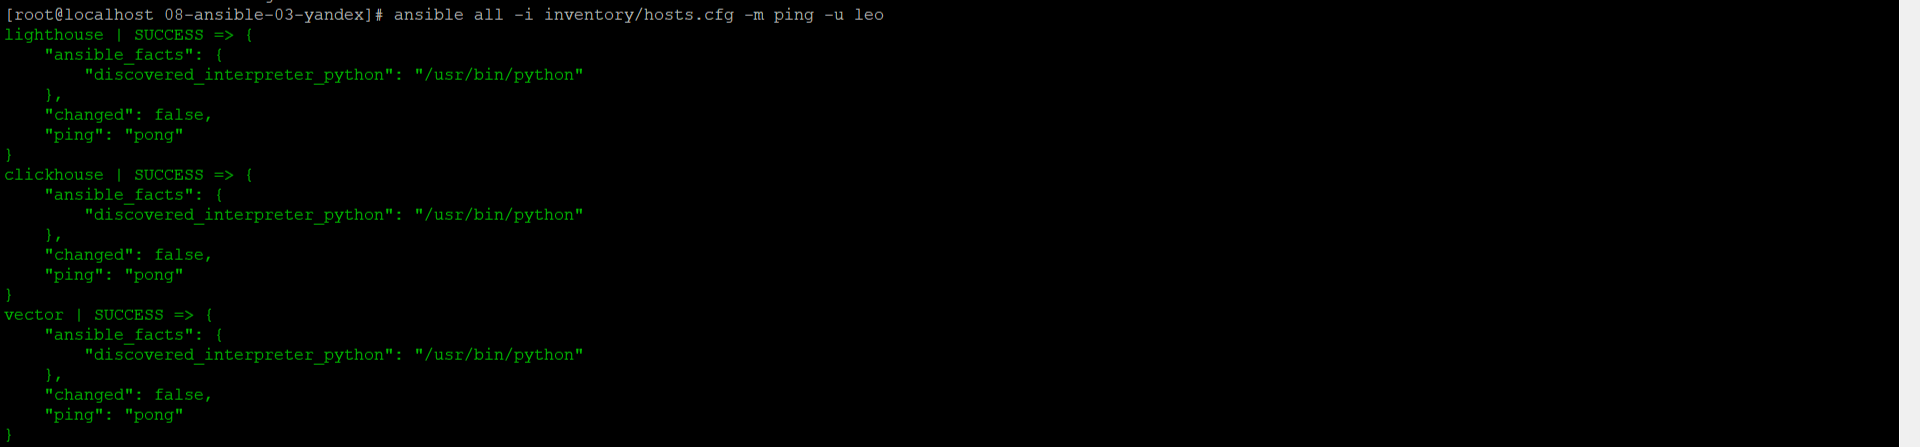 [root@localhost 08-ansible-03-yandex]# ansible all -i inventory/hosts.cfg -m ping -u leo
lighthouse | SUCCESS => {
    "ansible_facts": {
        "discovered_interpreter_python": "/usr/bin/python"
    },
    "changed": false,
    "ping": "pong"
}
clickhouse | SUCCESS => {
    "ansible_facts": {
        "discovered_interpreter_python": "/usr/bin/python"
    },
    "changed": false,
    "ping": "pong"
}
vector | SUCCESS => {
    "ansible_facts": {
        "discovered_interpreter_python": "/usr/bin/python"
    },
    "changed": false,
    "ping": "pong"
}